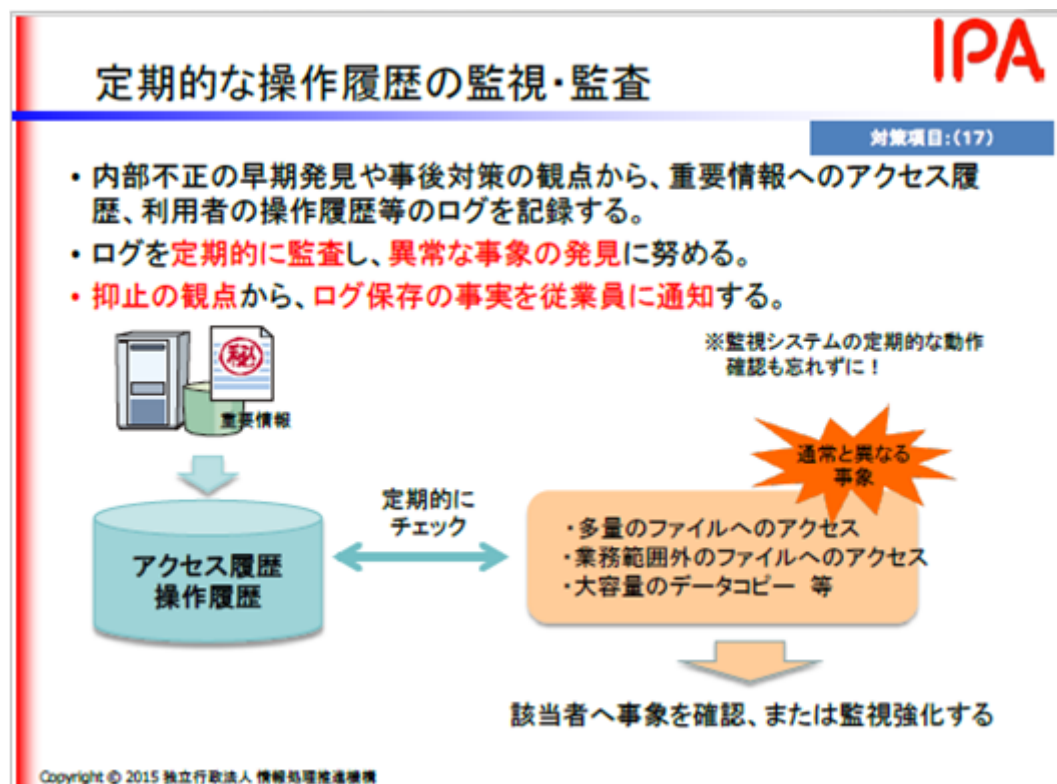 IPA
定期的な操作履歴の監視・監査
対策項目:(17)
・内部不正の早期発見や事後対策の観点から、重要情報へのアクセス履
歴、利用者の操作履歴等のログを記録する。
・ログを定期的に監査し、異常な事象の発見に努める。
・抑止の観点から、ログ保存の事実を従業員に通知する。
※監視システムの定期的な動作
確認も忘れずに！
秘
重要情報
通常と異なる
事象
定期的に
チェック
アクセス履歴
操作履歴
・多量のファイルへのアクセス
・業務範囲外のファイルへのアクセス
・大容量のデータコピー 等
該当者へ事象を確認、または監視強化する
Copyright © 2015 独立行政法人 情報処理推進機構